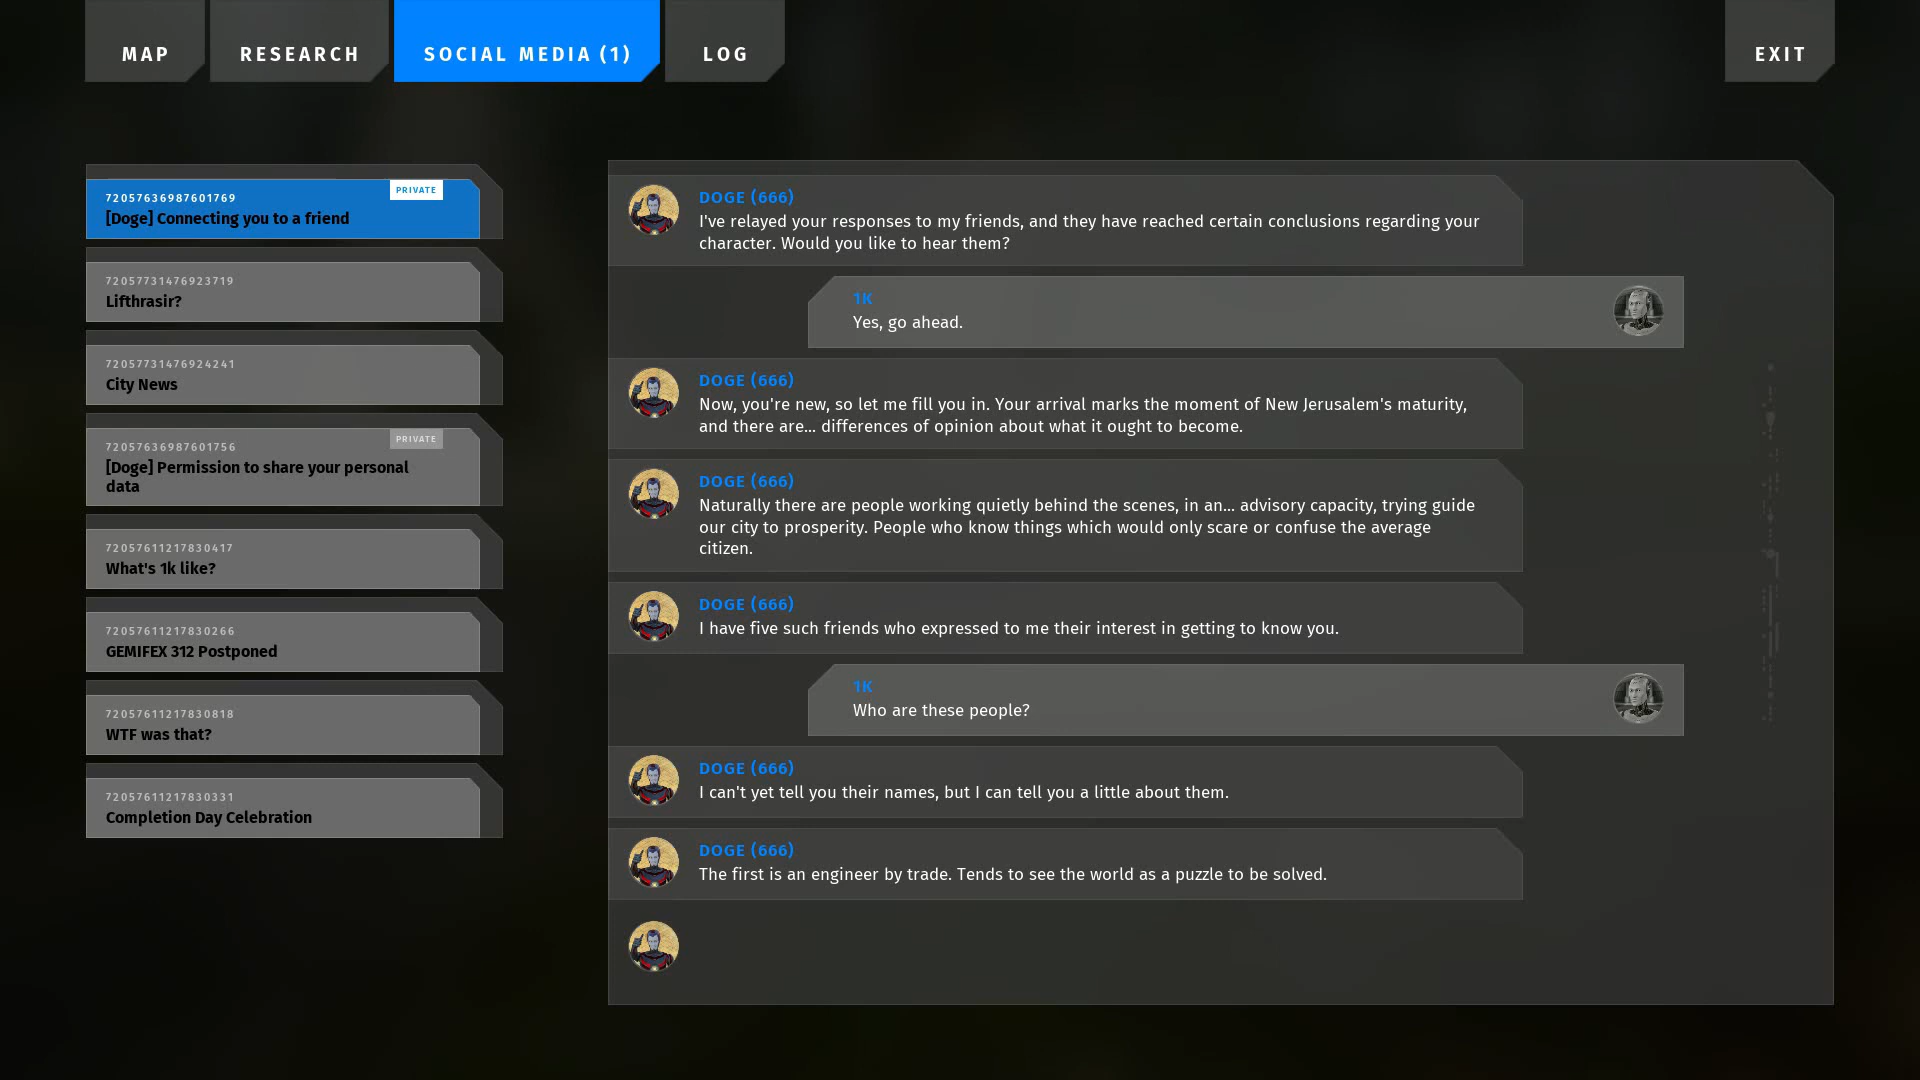 MAP
RESEARCH
SOCIAL MEDIA (1)
LOG
EXIT
72057636987601769
PRIVATE
[Doge] Connecting you to a friend
72057731476923719
Lifthrasir?
72057731476924241
City News
72057636987601756
PRIVATE
[Doge] Permission to share your personal
data
72057611217830417
What's 1k like?
72057611217830266
GEMIFEX 312 Postponed
72057611217830818
WTF was that?
72057611217830331
Completion Day Celebration
DOGE (666)
I've relayed your responses to my friends, and they have reached certain conclusions regarding your
character. Would you like to hear them?
1K
Yes, go ahead.
DOGE (666)
Now, you're new, so let me fill you in. Your arrival marks the moment of New Jerusalem's maturity,
and there are... differences of opinion about what it ought to become.
DOGE (666)
Naturally there are people working quietly behind the scenes, in an... advisory capacity, trying guide
our city to prosperity. People who know things which would only scare or confuse the average
citizen.
DOGE (666)
I have five such friends who expressed to me their interest in getting to know you.
1K
Who are these people?
DOGE (666)
I can't yet tell you their names, but I can tell you a little about them.
DOGE (666)
The first is an engineer by trade. Tends to see the world as a puzzle to be solved.